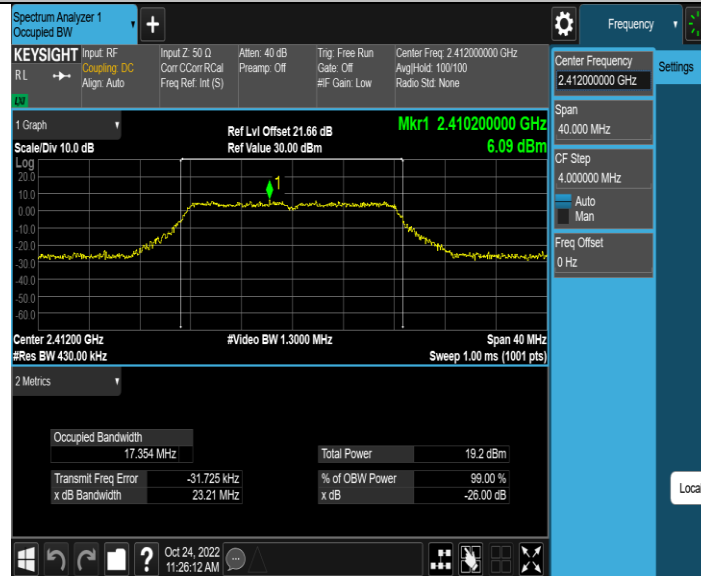 Spectrum Analyzer 1
Occupied BW
+
Frequency
KEYSIGHT
RL
Input: RF
Coupling: DC
Align: Auto
Input Z: 50 Ω
Corr CCorr RCal
Freq Ref: Int (S)
Atten: 40 dB
Preamp: Off
Trig: Free Run
Gate: Off
#IF Gain: Low
Center Freq: 2.412000000 GHz
Avg|Hold: 100/100
Radio Std: None
Center Frequency
2.412000000 GHz
Settings
Span
40.000 MHz
CF Step
4.000000 MHz
Auto
Man
Freq Offset
0 Hz
1 Graph
Scale/Div 10.0 dB
Ref Lvl Offset 21.66 dB
Ref Value 30.00 dBm
Mkr1 2.410200000 GHz
6.09 dBm
Log
20.0
10.0
0.00
-10.0
-20.0
-30.0
-40.0
-50.0
-60.0
1
Center 2.41200 GHz
#Res BW 430.00 kHz
#Video BW 1.3000 MHz
Span 40 MHz
Sweep 1.00 ms (1001 pts)
2 Metrics
Occupied Bandwidth
17.354 MHz
Total Power 19.2 dBm
Transmit Freq Error -31.725 kHz
% of OBW Power 99.00 %
x dB Bandwidth 23.21 MHz
x dB -26.00 dB
Local
?
Oct 24, 2022
11:26:12 AM